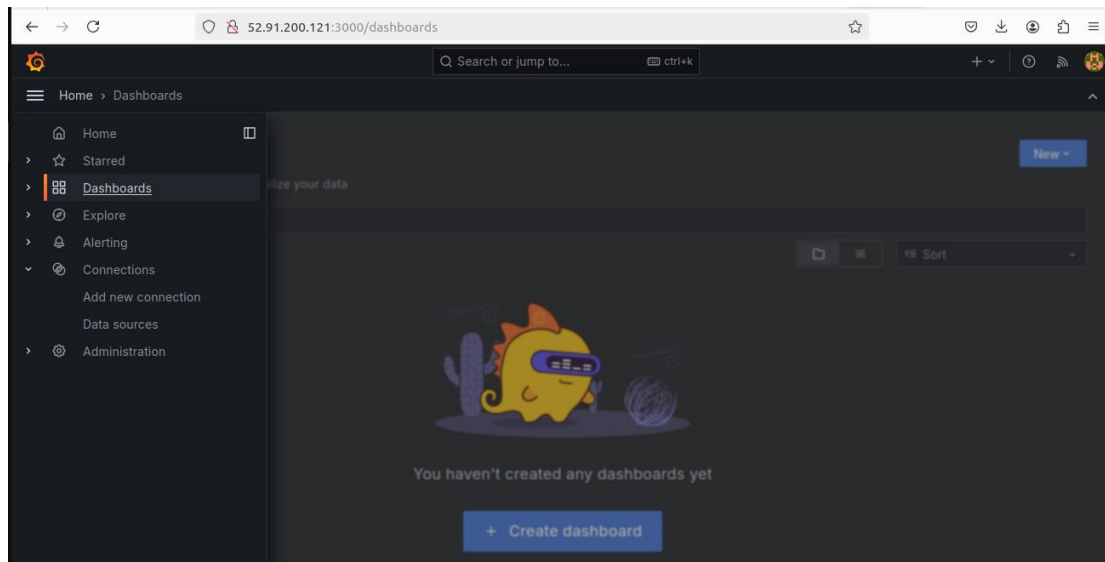 52.91.200.121:3000/dashboards
Search or jump to... ctrl+k
Home › Dashboards
Home
Starred
New
Dashboards
alize your data
Explore
Alerting
Sort
Connections
Add new connection
Data sources
Administration
You haven't created any dashboards yet
+ Create dashboard